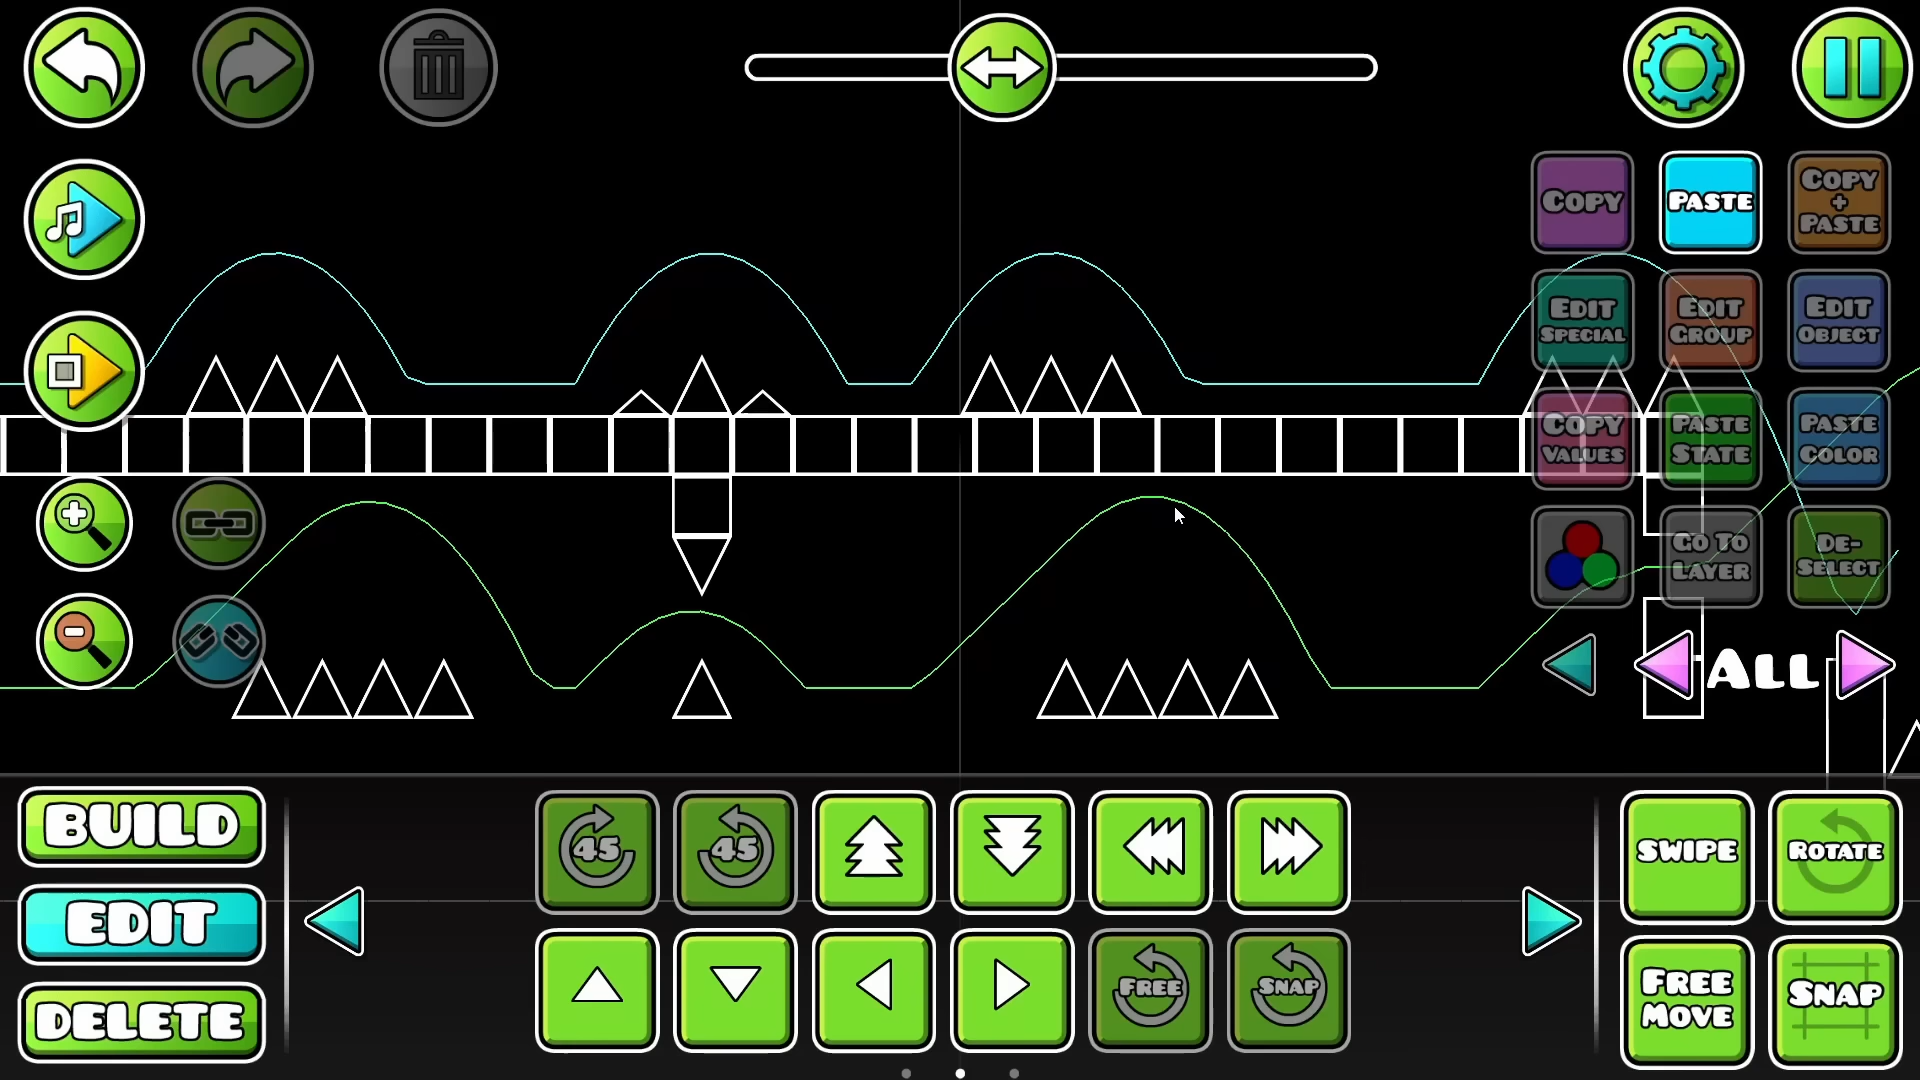 COPY
PASTE
COPY
+
PASTE
EDIT
SPECIAL
EDIT
GROUP
EDIT
OBJECT
COPY
VALUES
PASTE
STATE
PASTE
COLOR
GO TO
LAYER
DE-
SELECT
ALL
BUILD
EDIT
DELETE
45
45
FREE
SNAP
SWIPE
ROTATE
FREE
MOVE
SNAP